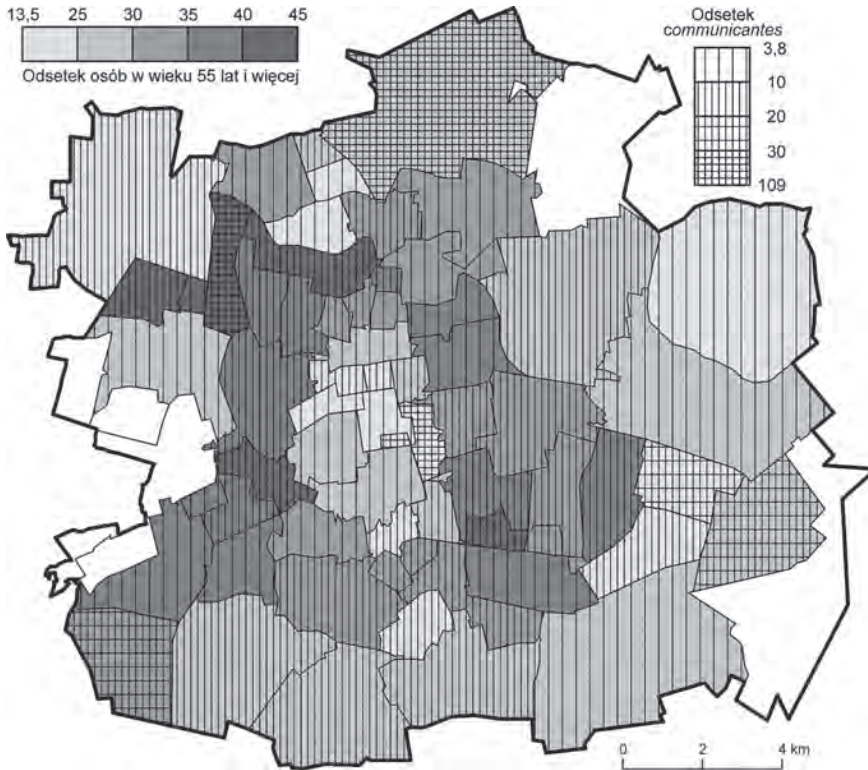 13,5 25 30 35 40 45
Odsetek osób w wieku 55 lat i więcej
Odsetek
communicantes
3,8
10
20
30
109
0 2 4 km